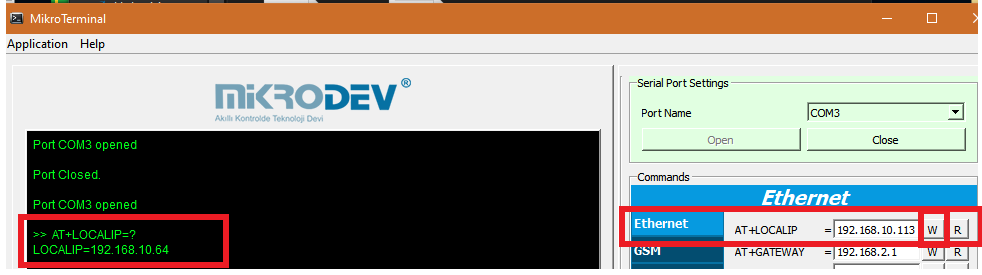 MikroTerminal
Application Help
MiKRODEV®
Akıllı Kontrolde Teknoloji Devi
Port COM3 opened
Port Closed.
Port COM3 opened
>> AT+LOCALIP=?
LOCALIP=192.168.10.64
Serial Port Settings
Port Name COM3
Open Close
Commands
Ethernet
Ethernet AT+LOCALIP = 192.168.10.113 W R
GSM AT+GATEWAY = 192.168.2.1 W R